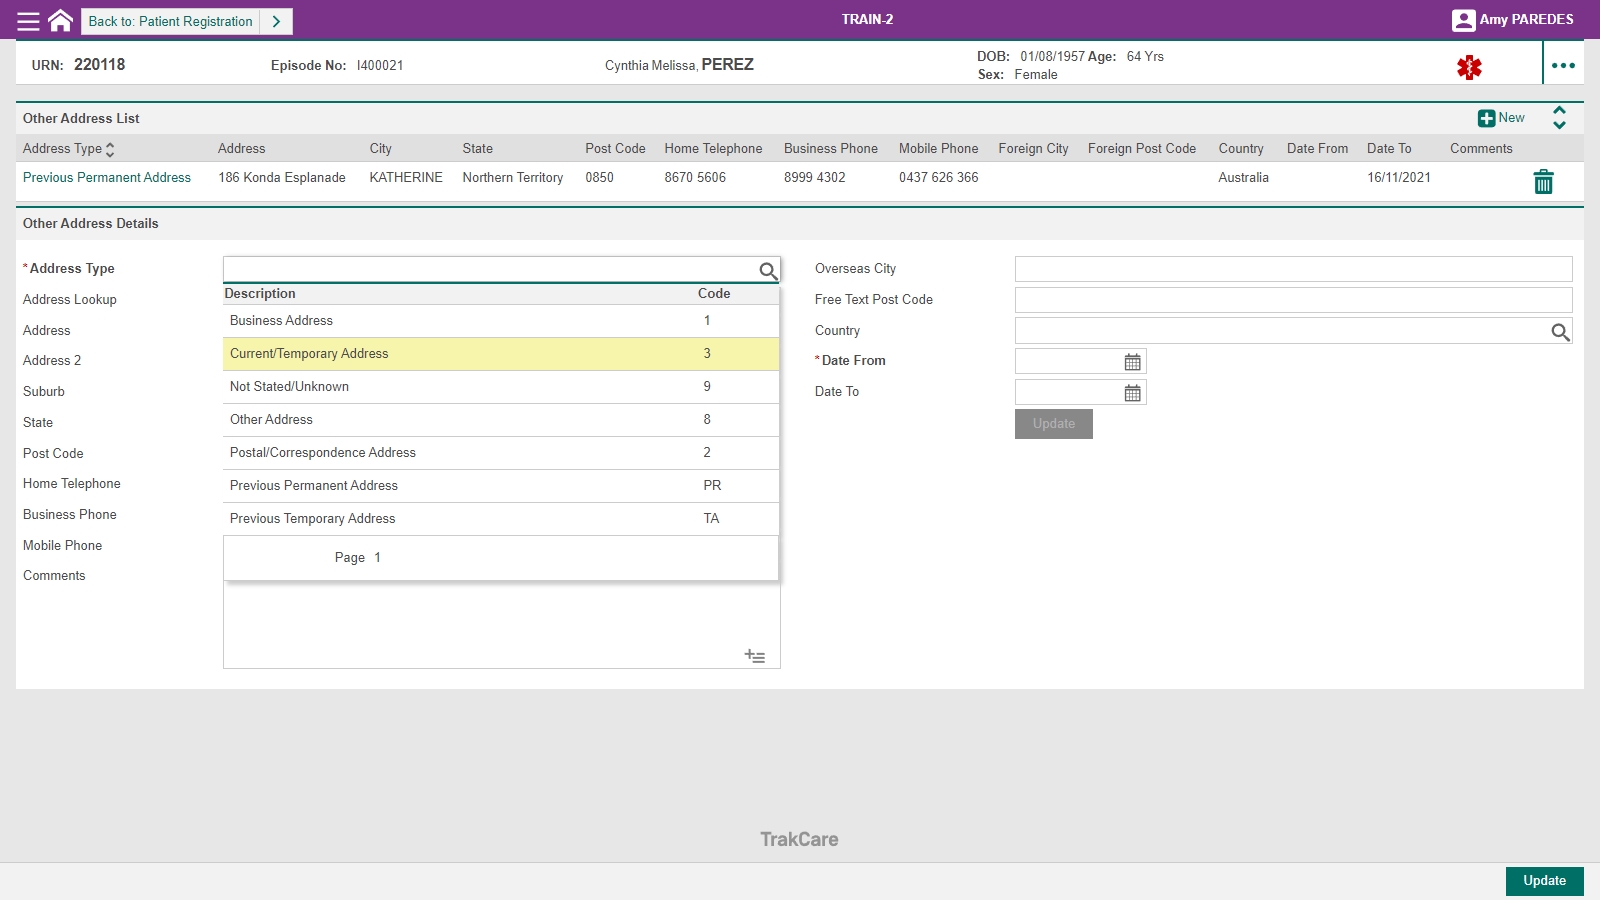 Back to: Patient Registration
TRAIN-2
Amy PAREDES
URN: 220118 Episode No: I400021 Cynthia Melissa, PEREZ DOB: 01/08/1957 Age: 64 Yrs
Sex: Female
Other Address List
New
Address Type Address City State Post Code Home Telephone Business Phone Mobile Phone Foreign City Foreign Post Code Country Date From Date To Comments
Previous Permanent Address 186 Konda Esplanade KATHERINE Northern Territory 0850 8670 5606 8999 4302 0437 626 366 Australia 16/11/2021
Other Address Details
*Address Type
Address Lookup
Address
Address 2
Suburb
State
Post Code
Home Telephone
Business Phone
Mobile Phone
Comments
Description Code
Business Address 1
Current/Temporary Address 3
Not Stated/Unknown 9
Other Address 8
Postal/Correspondence Address 2
Previous Permanent Address PR
Previous Temporary Address TA
Page 1
Overseas City
Free Text Post Code
Country
*Date From
Date To
Update
TrakCare
Update